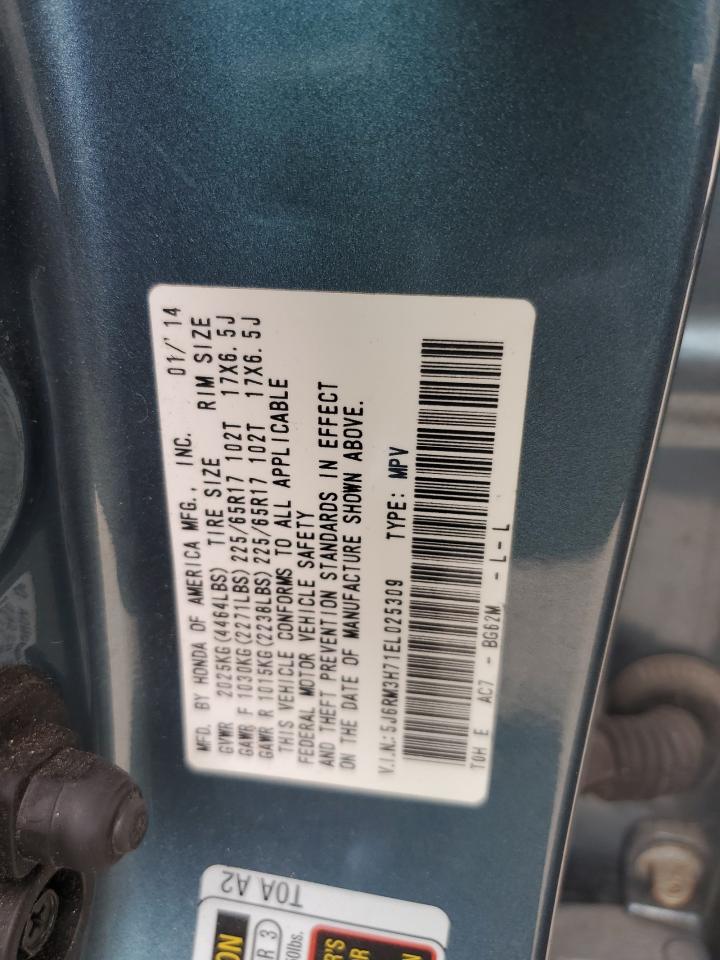 MFD. BY HONDA OF AMERICA MFG., INC. 01/'14
GVWR 2025KG(4464LBS) TIRE SIZE RIM SIZE
GAWR F 1030KG(2271LBS) 225/65R17 102T 17X6.5J
GAWR R 1015KG(2238LBS) 225/65R17 102T 17X6.5J
THIS VEHICLE CONFORMS TO ALL APPLICABLE
FEDERAL MOTOR VEHICLE SAFETY
AND THEFT PREVENTION STANDARDS IN EFFECT
ON THE DATE OF MANUFACTURE SHOWN ABOVE.
V.I.N.: 5J6RM3H71EL025309 TYPE: MPV
TOH E AC7 - BG62M - L - L
T0A A2